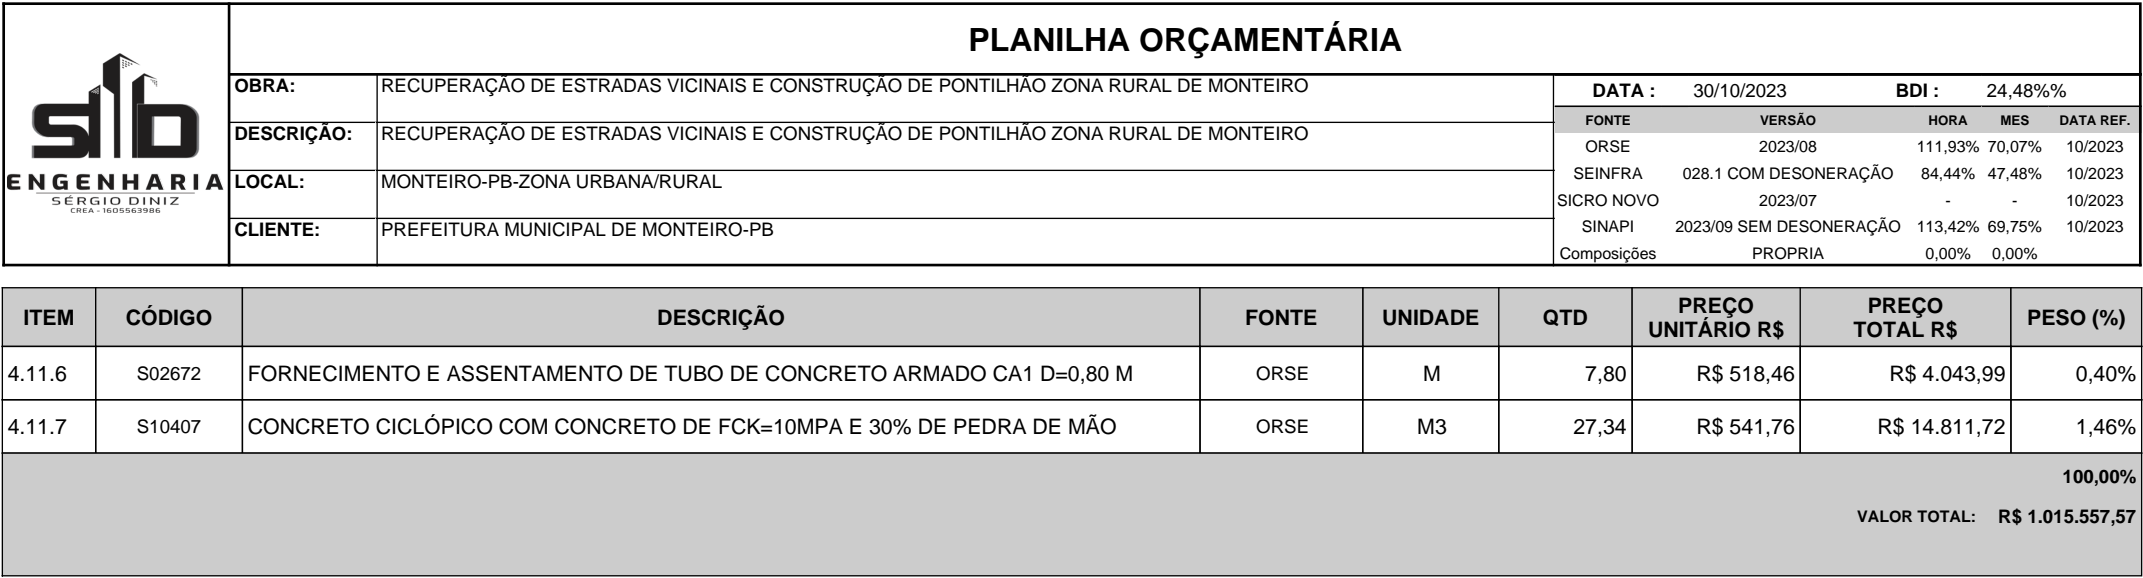 PLANILHA ORÇAMENTÁRIA
SD
ENGENHARIA
SÉRGIO DINIZ
CREA - 1605563986
OBRA: RECUPERAÇÃO DE ESTRADAS VICINAIS E CONSTRUÇÃO DE PONTILHÃO ZONA RURAL DE MONTEIRO
DESCRIÇÃO: RECUPERAÇÃO DE ESTRADAS VICINAIS E CONSTRUÇÃO DE PONTILHÃO ZONA RURAL DE MONTEIRO
LOCAL: MONTEIRO-PB-ZONA URBANA/RURAL
CLIENTE: PREFEITURA MUNICIPAL DE MONTEIRO-PB
DATA : 30/10/2023 BDI : 24,48%%
FONTE VERSÃO HORA MES DATA REF.
ORSE 2023/08 111,93% 70,07% 10/2023
SEINFRA 028.1 COM DESONERAÇÃO 84,44% 47,48% 10/2023
SICRO NOVO 2023/07 - - 10/2023
SINAPI 2023/09 SEM DESONERAÇÃO 113,42% 69,75% 10/2023
Composições PROPRIA 0,00% 0,00%
ITEM CÓDIGO DESCRIÇÃO FONTE UNIDADE QTD PREÇO UNITÁRIO R$ PREÇO TOTAL R$ PESO (%)
4.11.6 S02672 FORNECIMENTO E ASSENTAMENTO DE TUBO DE CONCRETO ARMADO CA1 D=0,80 M ORSE M 7,80 R$ 518,46 R$ 4.043,99 0,40%
4.11.7 S10407 CONCRETO CICLÓPICO COM CONCRETO DE FCK=10MPA E 30% DE PEDRA DE MÃO ORSE M3 27,34 R$ 541,76 R$ 14.811,72 1,46%
100,00%
VALOR TOTAL: R$ 1.015.557,57